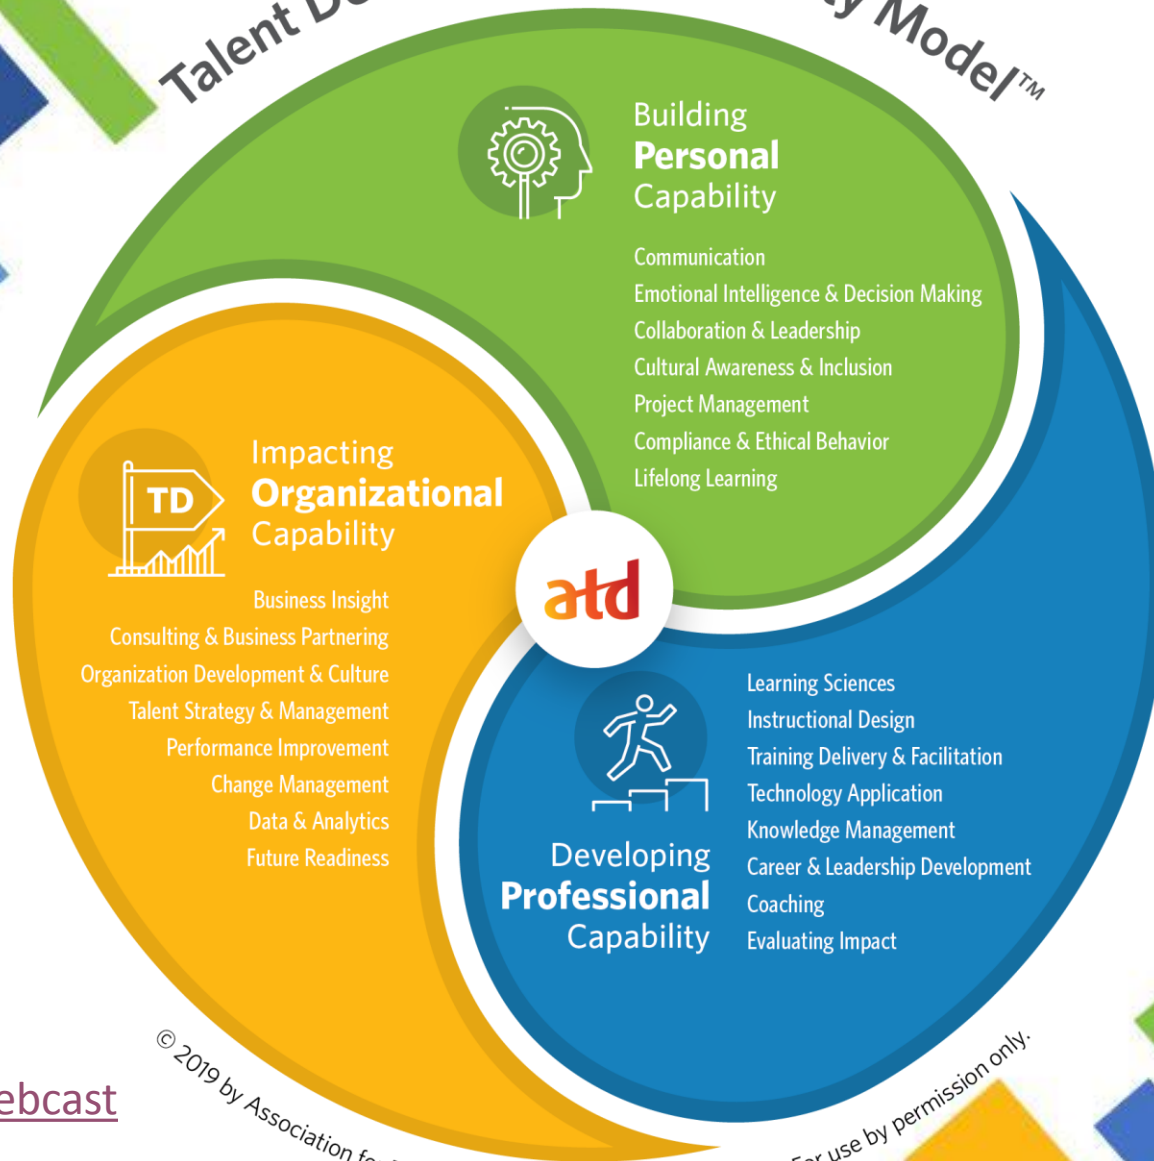 Talent
Model™
Building
Personal
Capability
Communication
Emotional Intelligence & Decision Making
Collaboration & Leadership
Cultural Awareness & Inclusion
Project Management
Compliance & Ethical Behavior
Lifelong Learning
TD
Impacting
Organizational
Capability
Business Insight
Consulting & Business Partnering
Organization Development & Culture
Talent Strategy & Management
Performance Improvement
Change Management
Data & Analytics
Future Readiness
atd
Developing
Professional
Capability
Learning Sciences
Instructional Design
Training Delivery & Facilitation
Technology Application
Knowledge Management
Career & Leadership Development
Coaching
Evaluating Impact
ebcast
© 2019 by Association
For use by permission only.